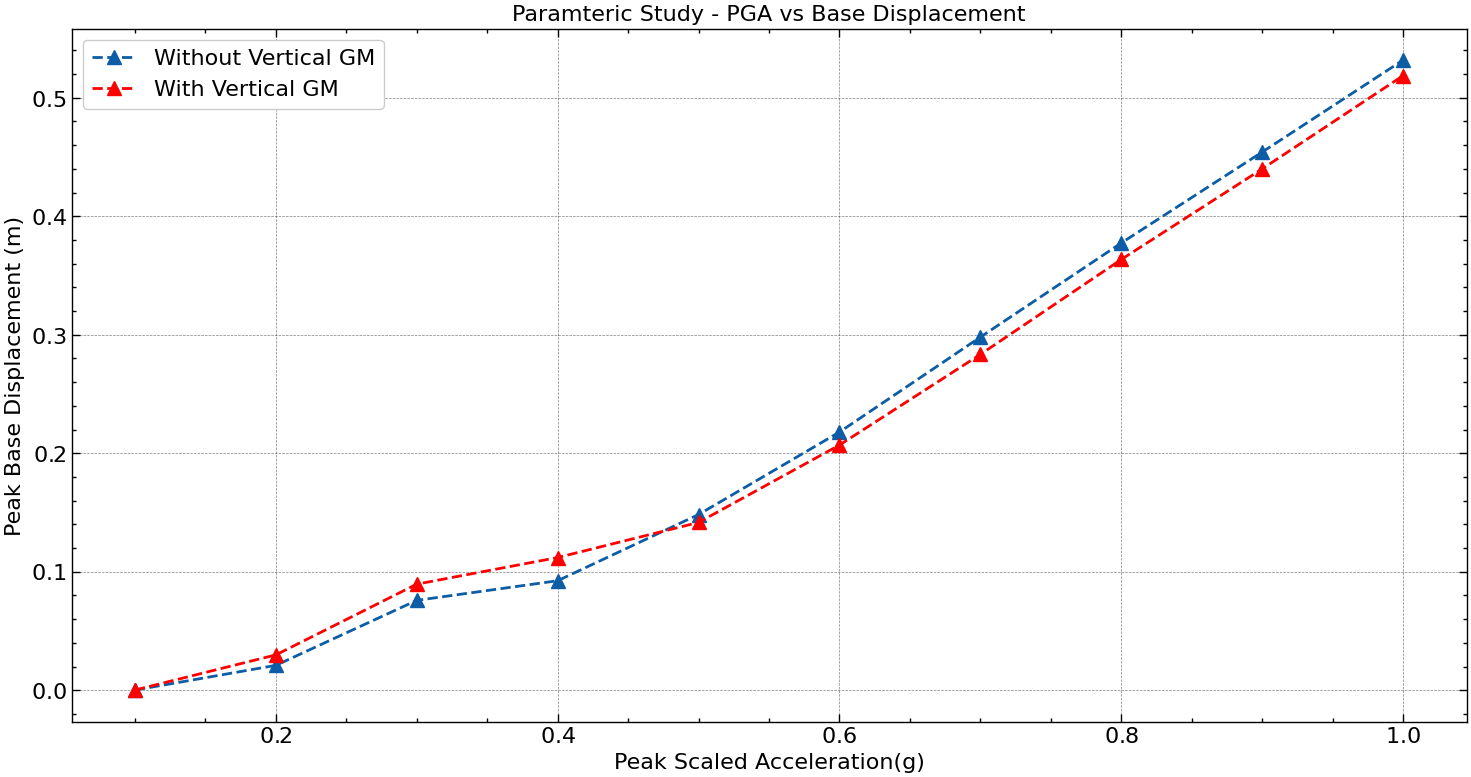 Paramteric Study - PGA vs Base Displacement
Without Vertical GM
With Vertical GM
Peak Base Displacement (m)
0.5
0.4
0.3
0.2
0.1
0.0
0.2
0.4
0.6
0.8
1.0
Peak Scaled Acceleration(g)